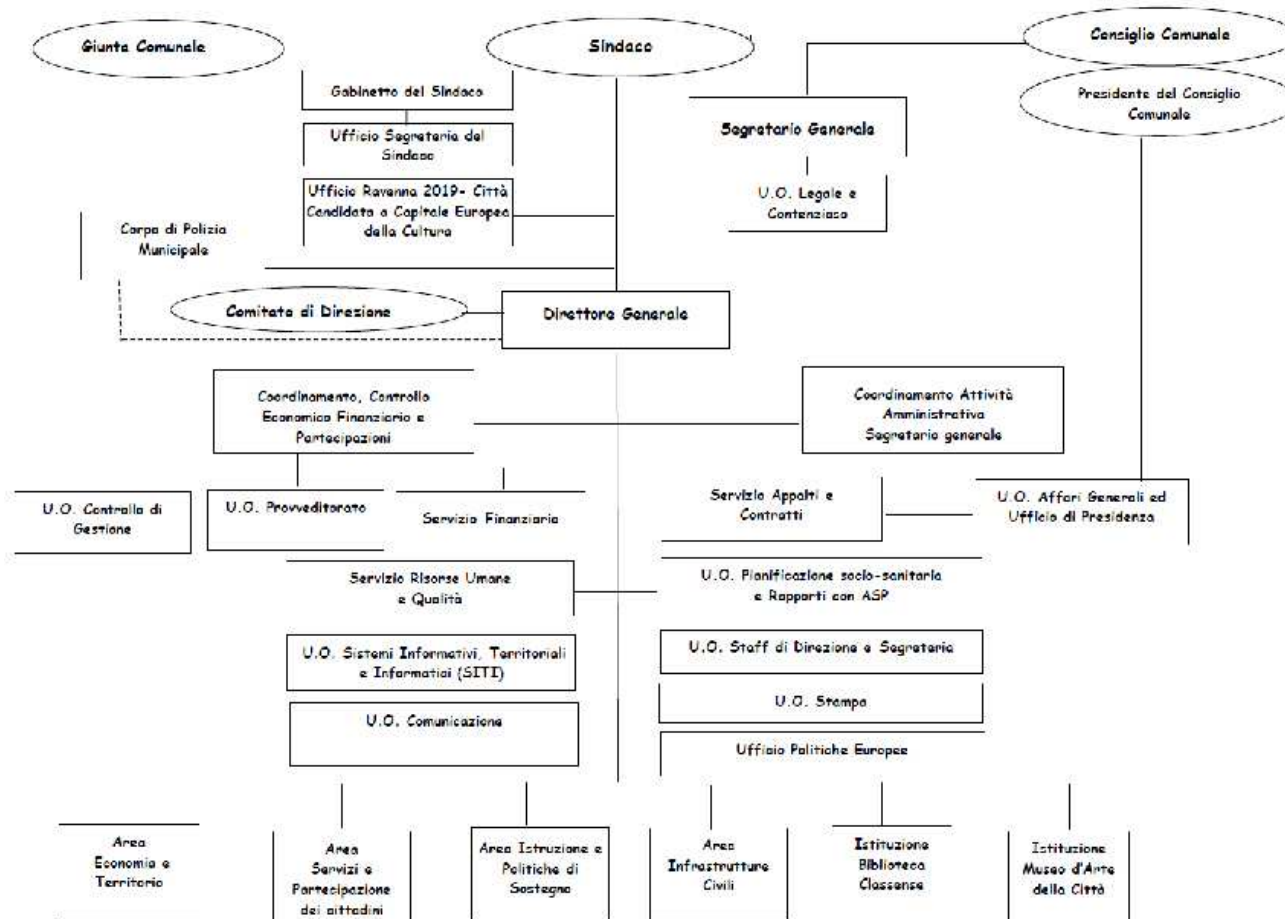 Giunta Comunale
Sindaco
Consiglio Comunale
Gabinetto del Sindaco
Presidente del Consiglio
Comunale
Ufficio Segreteria del
Sindaco
Segretario Generale
Ufficio Ravenna 2019- Città
Candidata a Capitale Europea
della Cultura
U.O. Legale e
Contenzioso
Corpo di Polizia
Municipale
Comitato di Direzione
Direttore Generale
Coordinamento, Controllo
Economico Finanziario e
Partecipazioni
Coordinamento Attività
Amministrativa
Segretario generale
U.O. Controllo di
Gestione
U.O. Provveditorato
Servizio Finanziario
Servizio Appalti e
Contratti
U.O. Affari Generali ed
Ufficio di Presidenza
Servizio Risorse Umane
e Qualità
U.O. Pianificazione socio-sanitaria
e Rapporti con ASP
U.O. Sistemi Informativi, Territoriali
e Informatici (SITI)
U.O. Staff di Direzione e Segreteria
U.O. Comunicazione
U.O. Stampa
Ufficio Politiche Europee
Area
Economia e
Territorio
Area
Servizi e
Partecipazione
dei cittadini
Area Istruzione e
Politiche di
Sostegno
Area
Infrastrutture
Civili
Istituzione
Biblioteca
Classense
Istituzione
Museo d'Arte
della Città